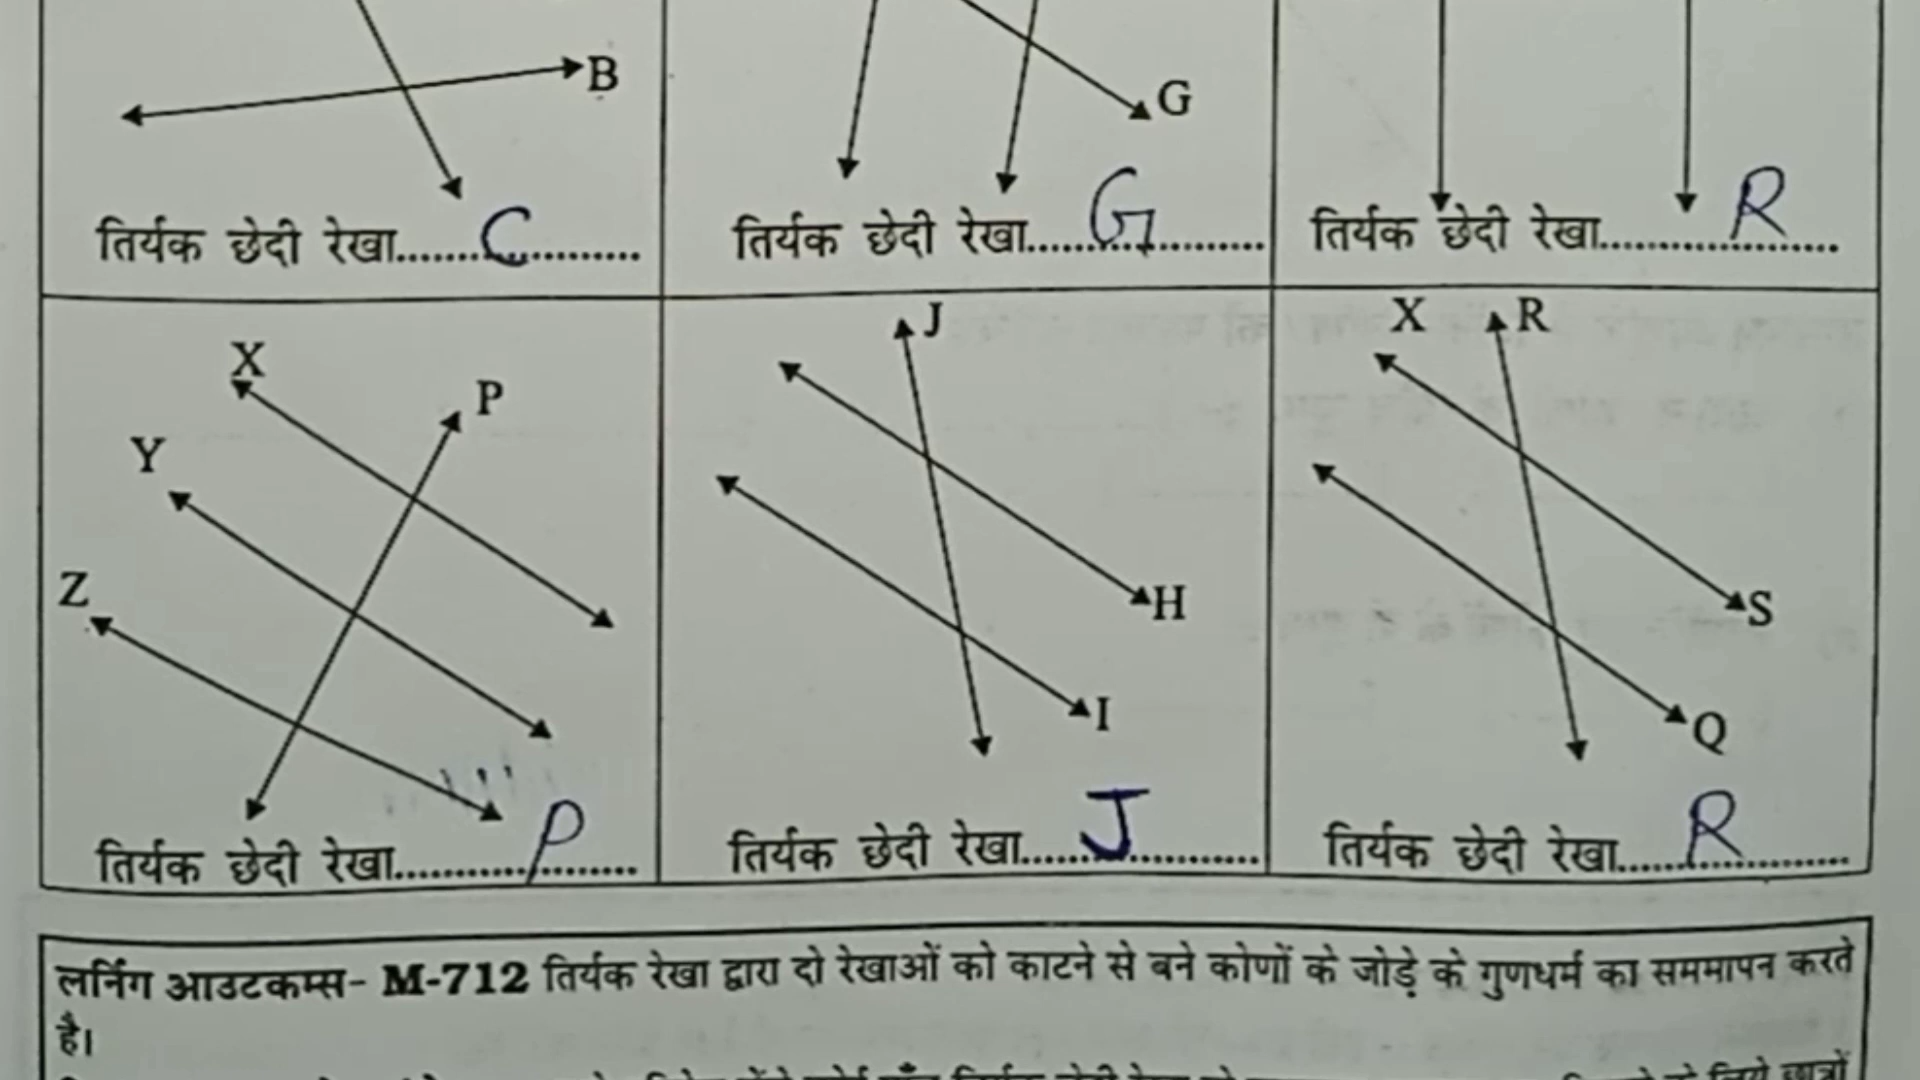 B
G
तिर्यक छेदी रेखा............C............
तिर्यक छेदी रेखा............G............
तिर्यक छेदी रेखा............R............
X
P
Y
Z
तिर्यक छेदी रेखा............P............
J
H
I
तिर्यक छेदी रेखा............J............
X R
S
Q
तिर्यक छेदी रेखा............R............
लर्निंग आउटकम्स- M-712 तिर्यक रेखा द्वारा दो रेखाओं को काटने से बने कोणों के जोड़े के गुणधर्म का सममापन करते
है।